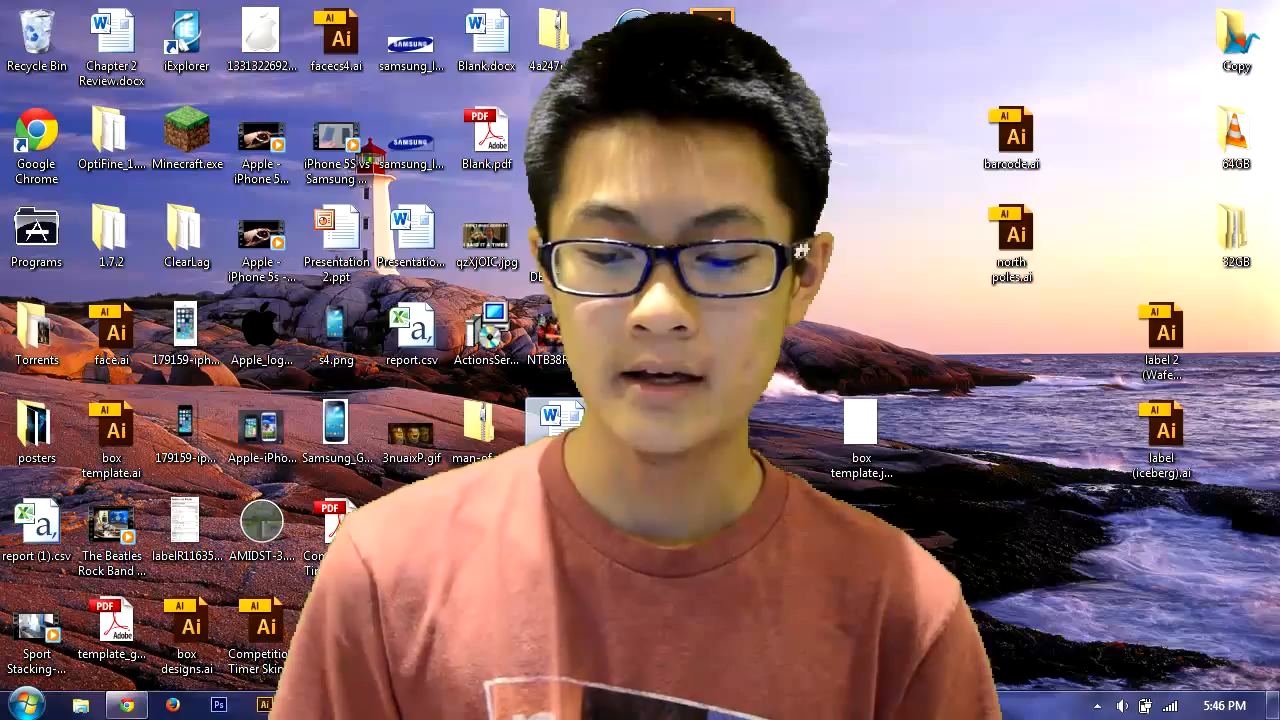 Recycle Bin
Chapter 2
Review.docx
iExplorer
1331322692...
facecs4.ai
samsung_l...
Blank.docx
Copy
Google
Chrome
OptiFine_1....
Minecraft.exe
Apple -
iPhone 5...
iPhone 5S vs
Samsung ...
samsung_l...
Blank.pdf
barcode.ai
64GB
Programs
1.7.2
ClearLag
Apple -
iPhone 5s -...
Presentation
2.ppt
Presentatio...
qzXjOIC.jpg
north
poles.ai
32GB
Torrents
face.ai
179159-iph...
Apple_log...
s4.png
report.csv
ActionsSer...
label 2
(Wafe...
posters
box
template.ai
179159-ip...
Apple-iPho...
Samsung_G...
3nuaixP.gif
box
template.j...
label
(iceberg).ai
report (1).csv
The Beatles
Rock Band ...
labelR11635...
AMIDST-3....
Sport
Stacking-...
template_g...
box
designs.ai
Competitio
Timer Skin
5:46 PM